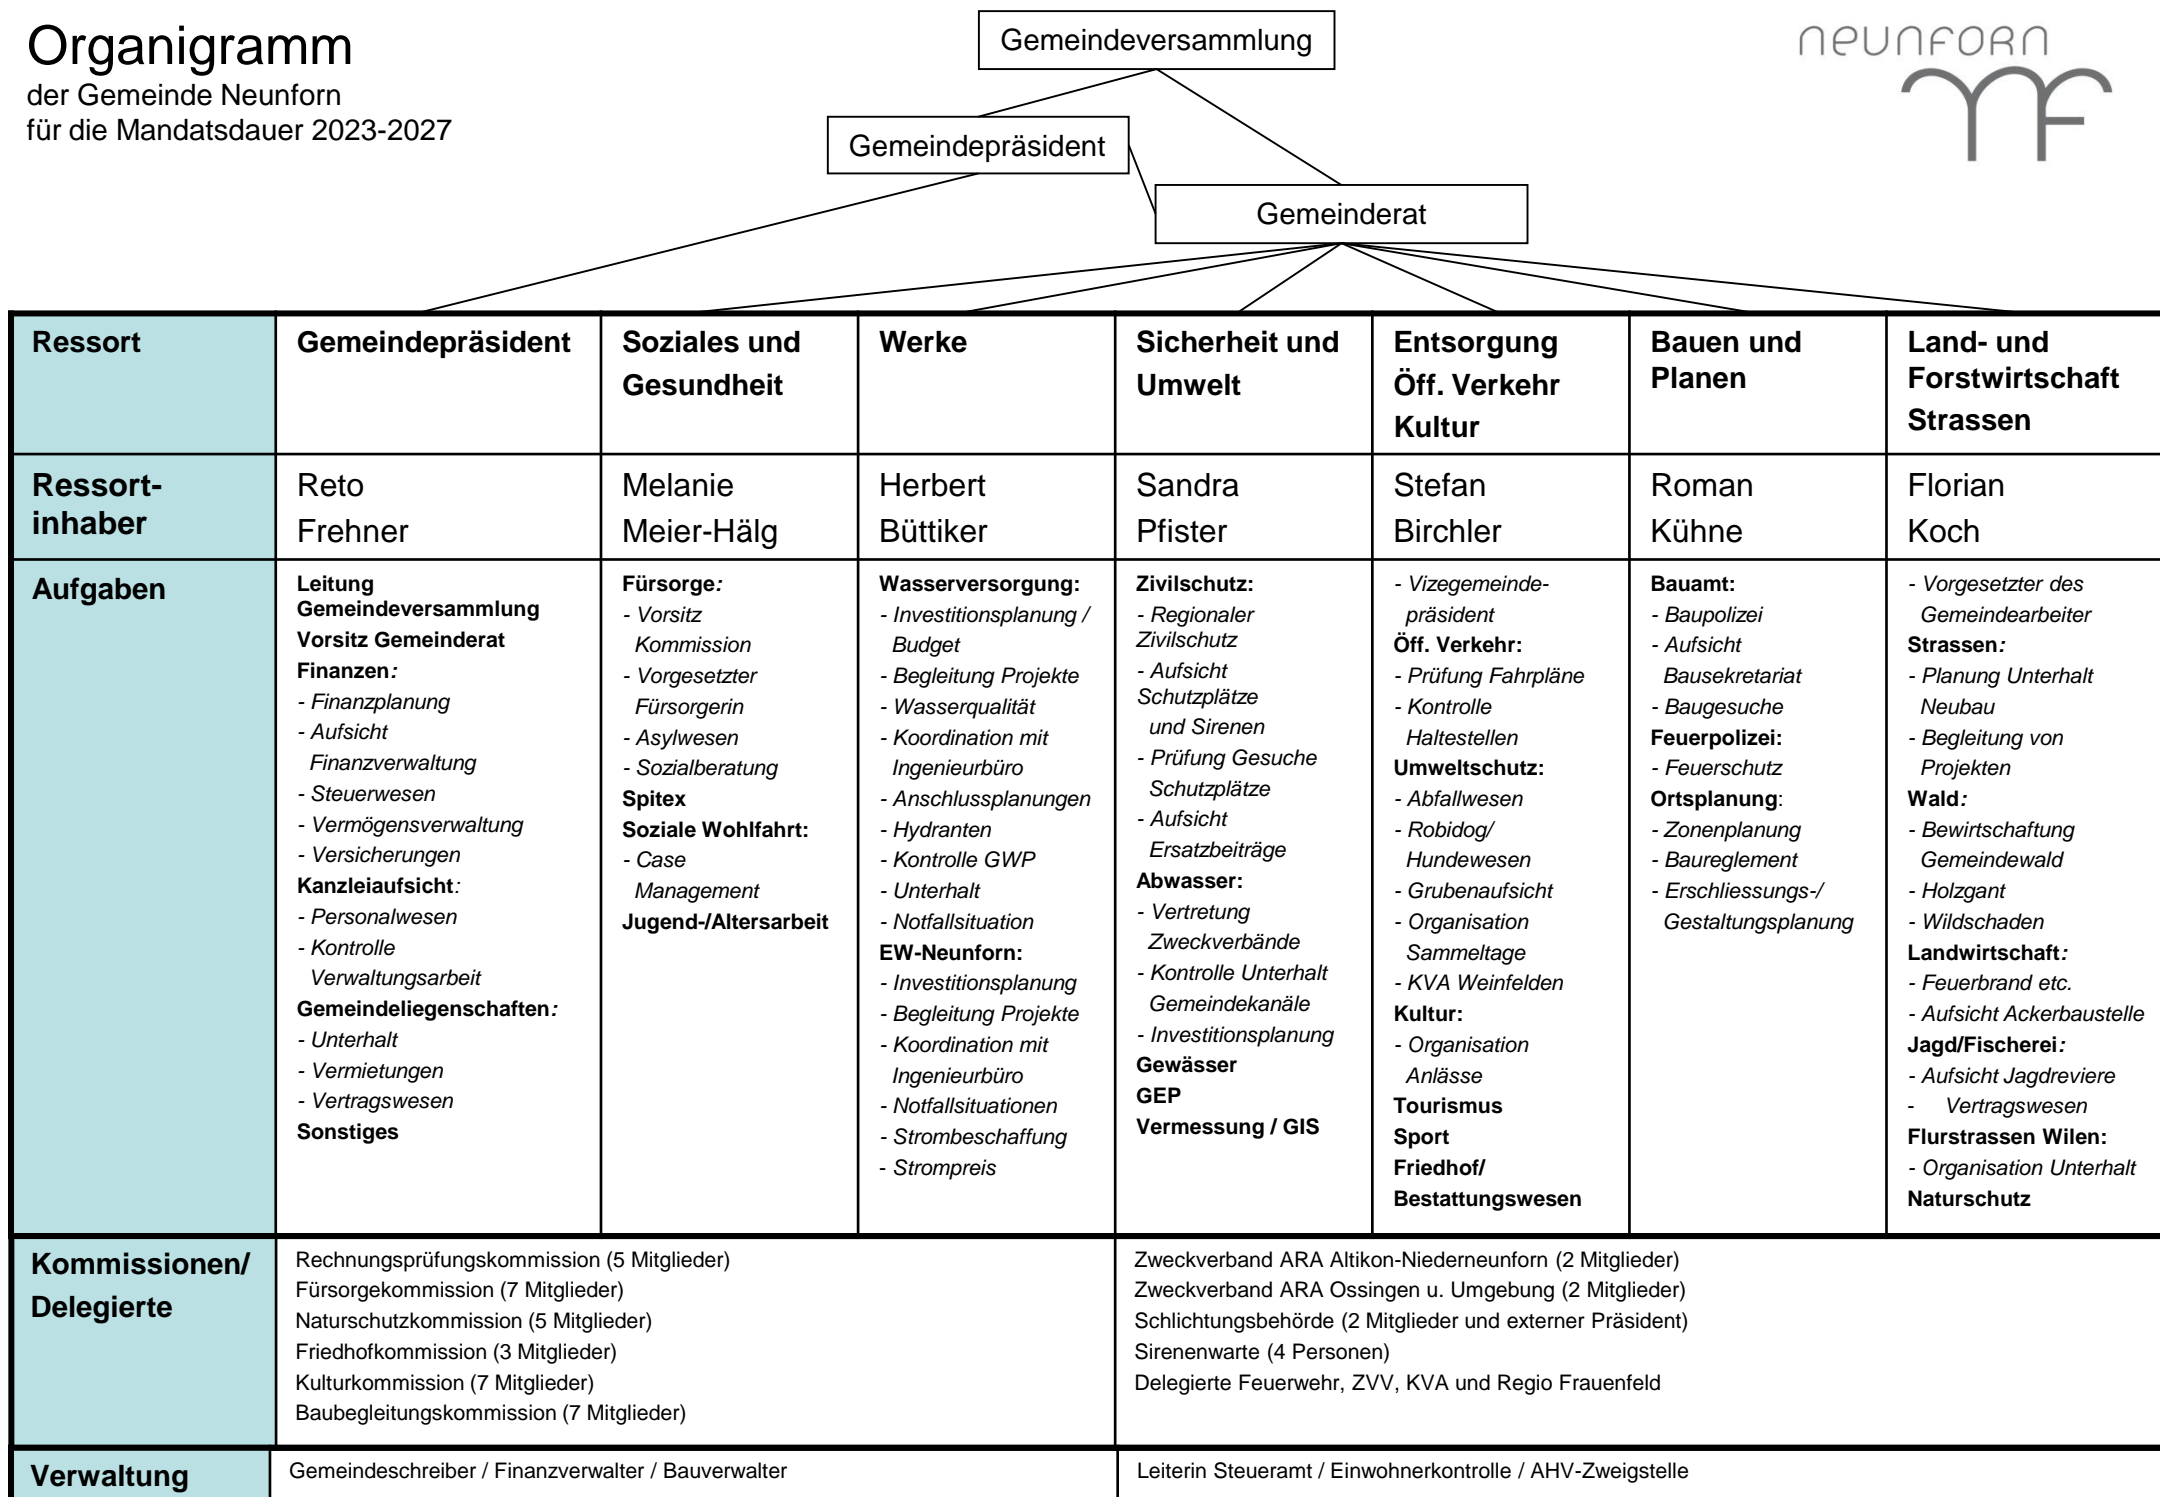 Organigramm
der Gemeinde Neunforn
für die Mandatsdauer 2023-2027
Gemeindeversammlung
Gemeindepräsident
Gemeinderat
neunforn
Ressort
Gemeindepräsident
Soziales und
Gesundheit
Werke
Sicherheit und
Umwelt
Entsorgung
Öff. Verkehr
Kultur
Bauen und
Planen
Land- und
Forstwirtschaft
Strassen
Ressort-
inhaber
Reto
Frehner
Melanie
Meier-Hälg
Herbert
Büttiker
Sandra
Pfister
Stefan
Birchler
Roman
Kühne
Florian
Koch
Aufgaben
Leitung
Gemeindeversammlung
Vorsitz Gemeinderat
Finanzen:
- Finanzplanung
- Aufsicht
Finanzverwaltung
- Steuerwesen
- Vermögensverwaltung
- Versicherungen
Kanzleiaufsicht:
- Personalwesen
- Kontrolle
Verwaltungsarbeit
Gemeindeliegenschaften:
- Unterhalt
- Vermietungen
- Vertragswesen
Sonstiges
Fürsorge:
- Vorsitz
Kommission
- Vorgesetzter
Fürsorgerin
- Asylwesen
- Sozialberatung
Spitex
Soziale Wohlfahrt:
- Case
Management
Jugend-/Altersarbeit
Wasserversorgung:
- Investitionsplanung /
Budget
- Begleitung Projekte
- Wasserqualität
- Koordination mit
Ingenieurbüro
- Anschlussplanungen
- Hydranten
- Kontrolle GWP
- Unterhalt
- Notfallsituation
EW-Neunforn:
- Investitionsplanung
- Begleitung Projekte
- Koordination mit
Ingenieurbüro
- Notfallsituationen
- Strombeschaffung
- Strompreis
Zivilschutz:
- Regionaler
Zivilschutz
- Aufsicht
Schutzplätze
und Sirenen
- Prüfung Gesuche
Schutzplätze
- Aufsicht
Ersatzbeiträge
Abwasser:
- Vertretung
Zweckverbände
- Kontrolle Unterhalt
Gemeindekanäle
- Investitionsplanung
Gewässer
GEP
Vermessung / GIS
- Vizegemeinde-
präsident
Öff. Verkehr:
- Prüfung Fahrpläne
- Kontrolle
Haltestellen
Umweltschutz:
- Abfallwesen
- Robidog/
Hundewesen
- Grubenaufsicht
- Organisation
Sammeltage
- KVA Weinfelden
Kultur:
- Organisation
Anlässe
Tourismus
Sport
Friedhof/
Bestattungswesen
Bauamt:
- Baupolizei
- Aufsicht
Bausekretariat
- Baugesuche
Feuerpolizei:
- Feuerschutz
Ortsplanung:
- Zonenplanung
- Baureglement
- Erschliessungs-/
Gestaltungsplanung
- Vorgesetzter des
Gemeindearbeiter
Strassen:
- Planung Unterhalt
Neubau
- Begleitung von
Projekten
Wald:
- Bewirtschaftung
Gemeindewald
- Holzgant
- Wildschaden
Landwirtschaft:
- Feuerbrand etc.
- Aufsicht Ackerbaustelle
Jagd/Fischerei:
- Aufsicht Jagdreviere
- Vertragswesen
Flurstrassen Wilen:
- Organisation Unterhalt
Naturschutz
Kommissionen/
Delegierte
Rechnungsprüfungskommission (5 Mitglieder)
Fürsorgekommission (7 Mitglieder)
Naturschutzkommission (5 Mitglieder)
Friedhofkommission (3 Mitglieder)
Kulturkommission (7 Mitglieder)
Baubegleitungskommission (7 Mitglieder)
Zweckverband ARA Altikon-Niederneunforn (2 Mitglieder)
Zweckverband ARA Ossingen u. Umgebung (2 Mitglieder)
Schlichtungsbehörde (2 Mitglieder und externer Präsident)
Sirenenwarte (4 Personen)
Delegierte Feuerwehr, ZVV, KVA und Regio Frauenfeld
Verwaltung
Gemeindeschreiber / Finanzverwalter / Bauverwalter
Leiterin Steueramt / Einwohnerkontrolle / AHV-Zweigstelle